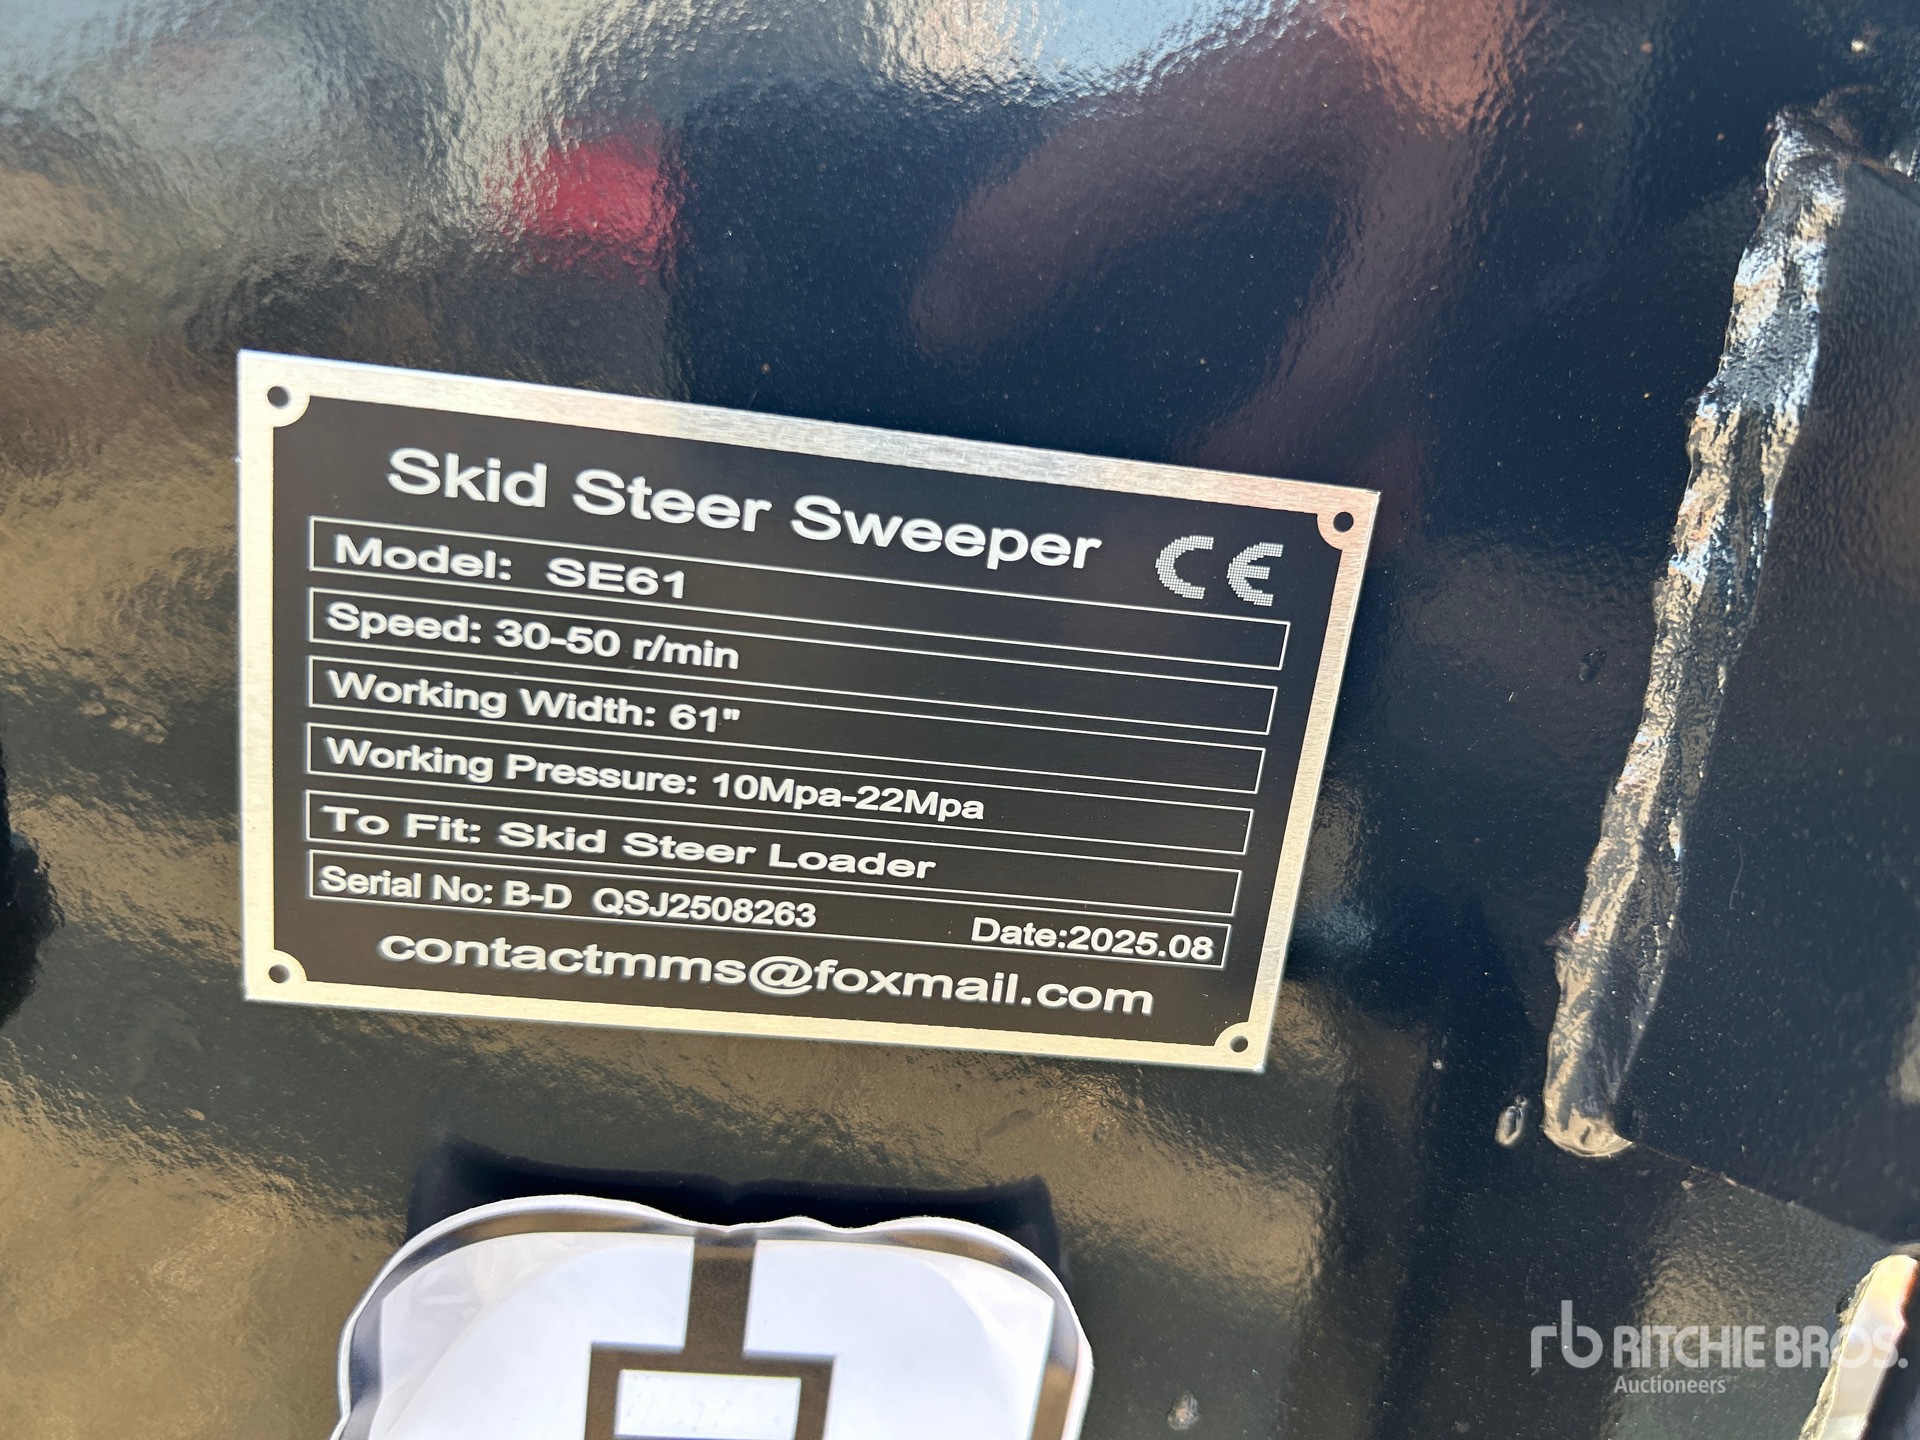 Skid Steer Sweeper
CE
Model: SE61
Speed: 30-50 r/min
Working Width: 61"
Working Pressure: 10Mpa-22Mpa
To Fit: Skid Steer Loader
Serial No: B-D QSJ2508263 Date:2025.08
contactmms@foxmail.com
rb RITCHIE BROS.
Auctioneers